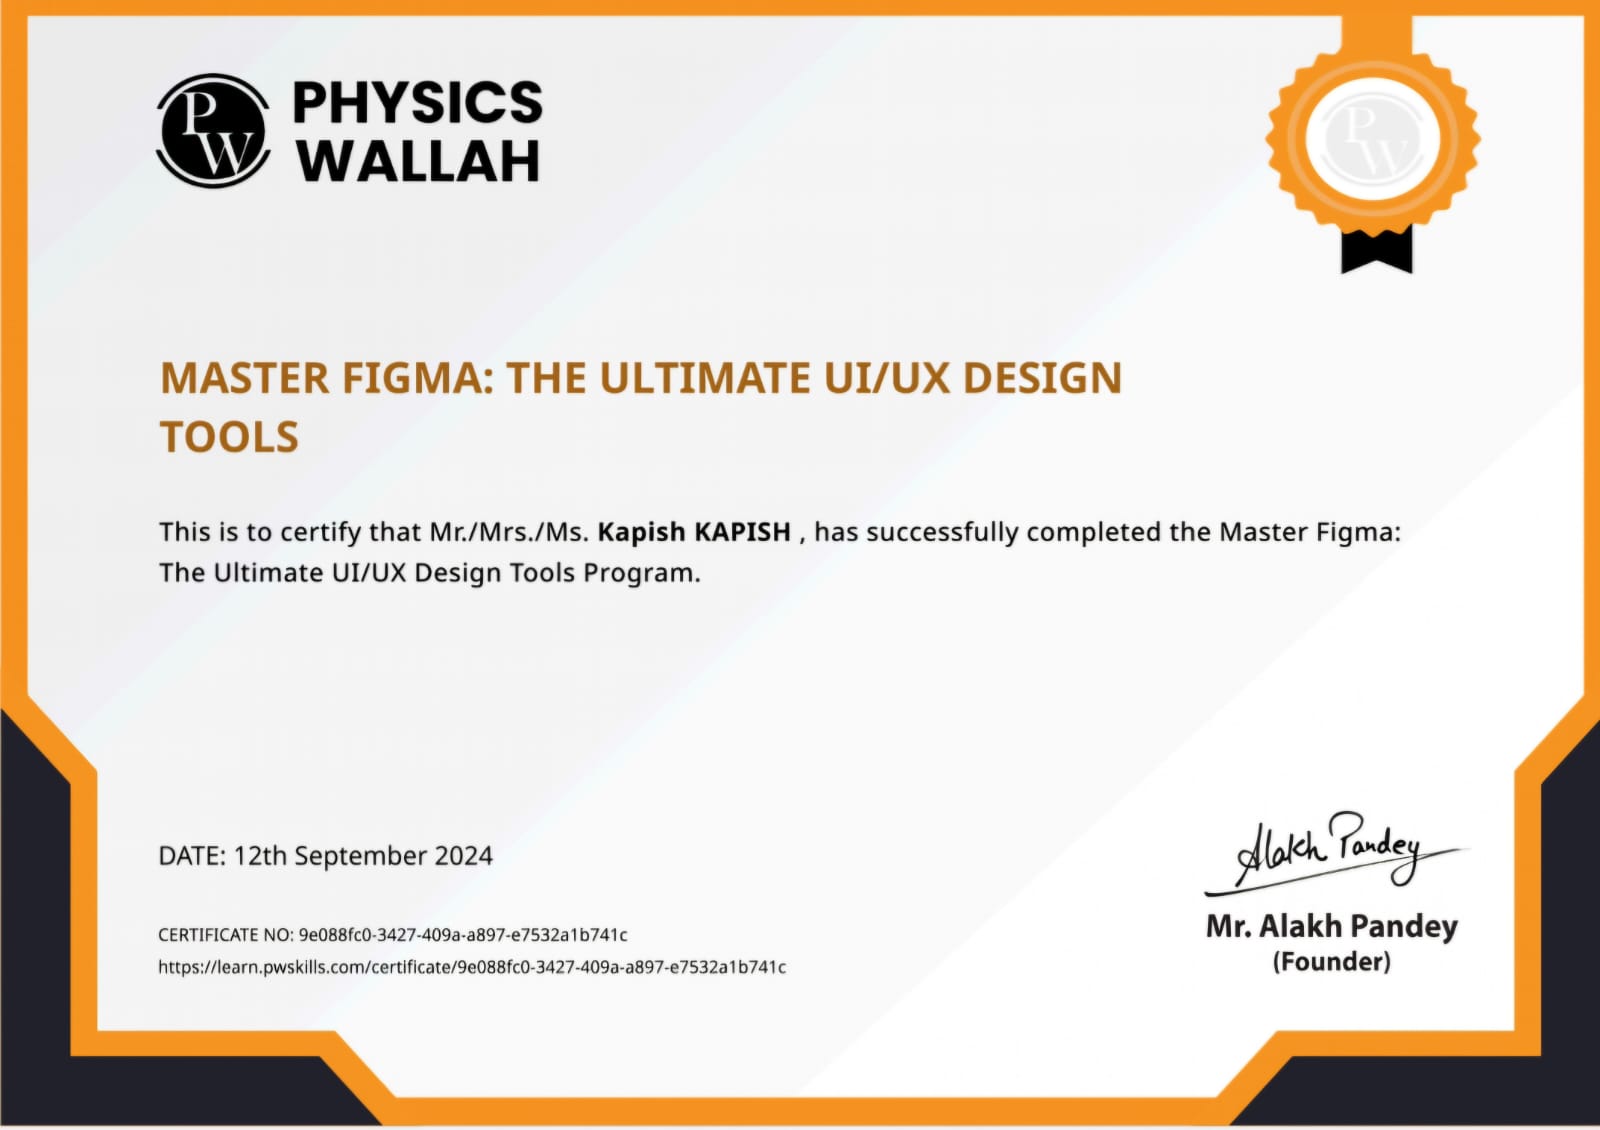 PW
PHYSICS
WALLAH
PW
MASTER FIGMA: THE ULTIMATE UI/UX DESIGN
TOOLS
This is to certify that Mr./Mrs./Ms. Kapish KAPISH , has successfully completed the Master Figma:
The Ultimate UI/UX Design Tools Program.
DATE: 12th September 2024
CERTIFICATE NO: 9e088fc0-3427-409a-a897-e7532a1b741c
https://learn.pwskills.com/certificate/9e088fc0-3427-409a-a897-e7532a1b741c
Alakh Pandey
Mr. Alakh Pandey
(Founder)